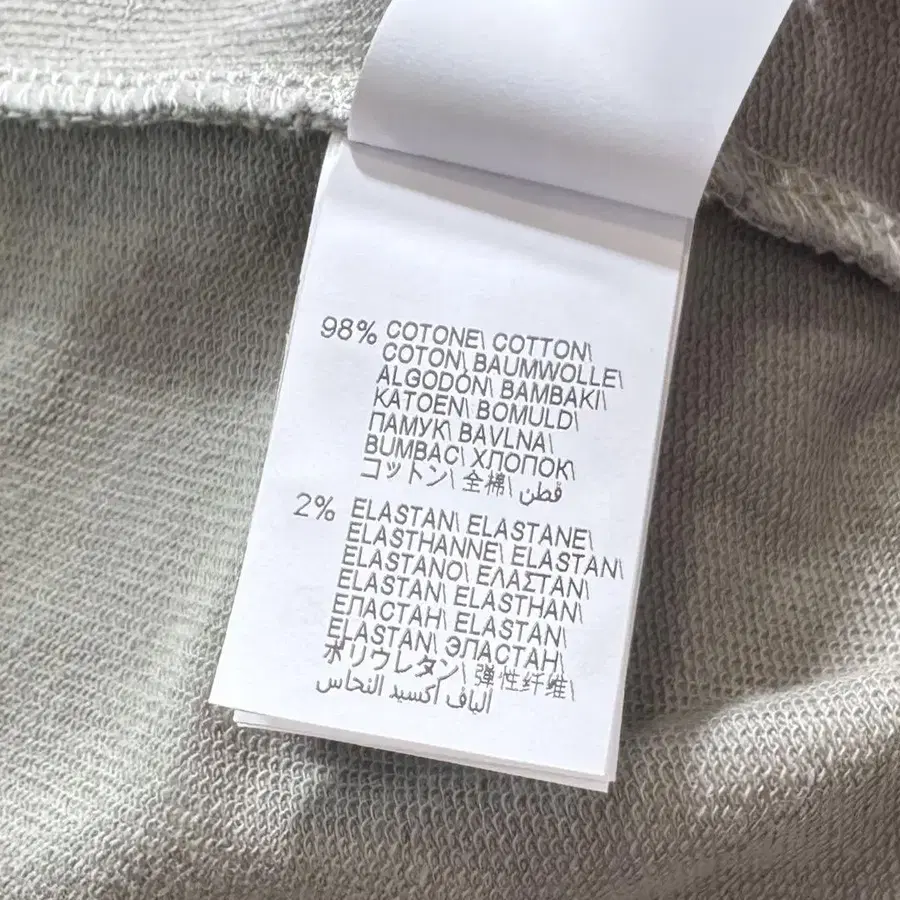 98% COTONE\ COTTON\
COTON\ BAUMWOLLE\
ALGODÓN\ BAMBAKI\
KATOEN\ BOMULD\
ПАМУК\ BAVLNA\
BUMBAC\ ХЛОПОК\
コットン\ 全棉\ قطن
2% ELASTAN\ ELASTANE\
ELASTHANNE\ ELASTAN\
ELASTANO\ ΕΛΑΣΤΑΝ\
ELASTAN\ ELASTHAN\
ЕЛАСТАН\ ELASTAN\
ELASTAN\ ЭЛАСТАН\
ポリウレタン\ 弹性纤维\
الياف أكسيد النحاس